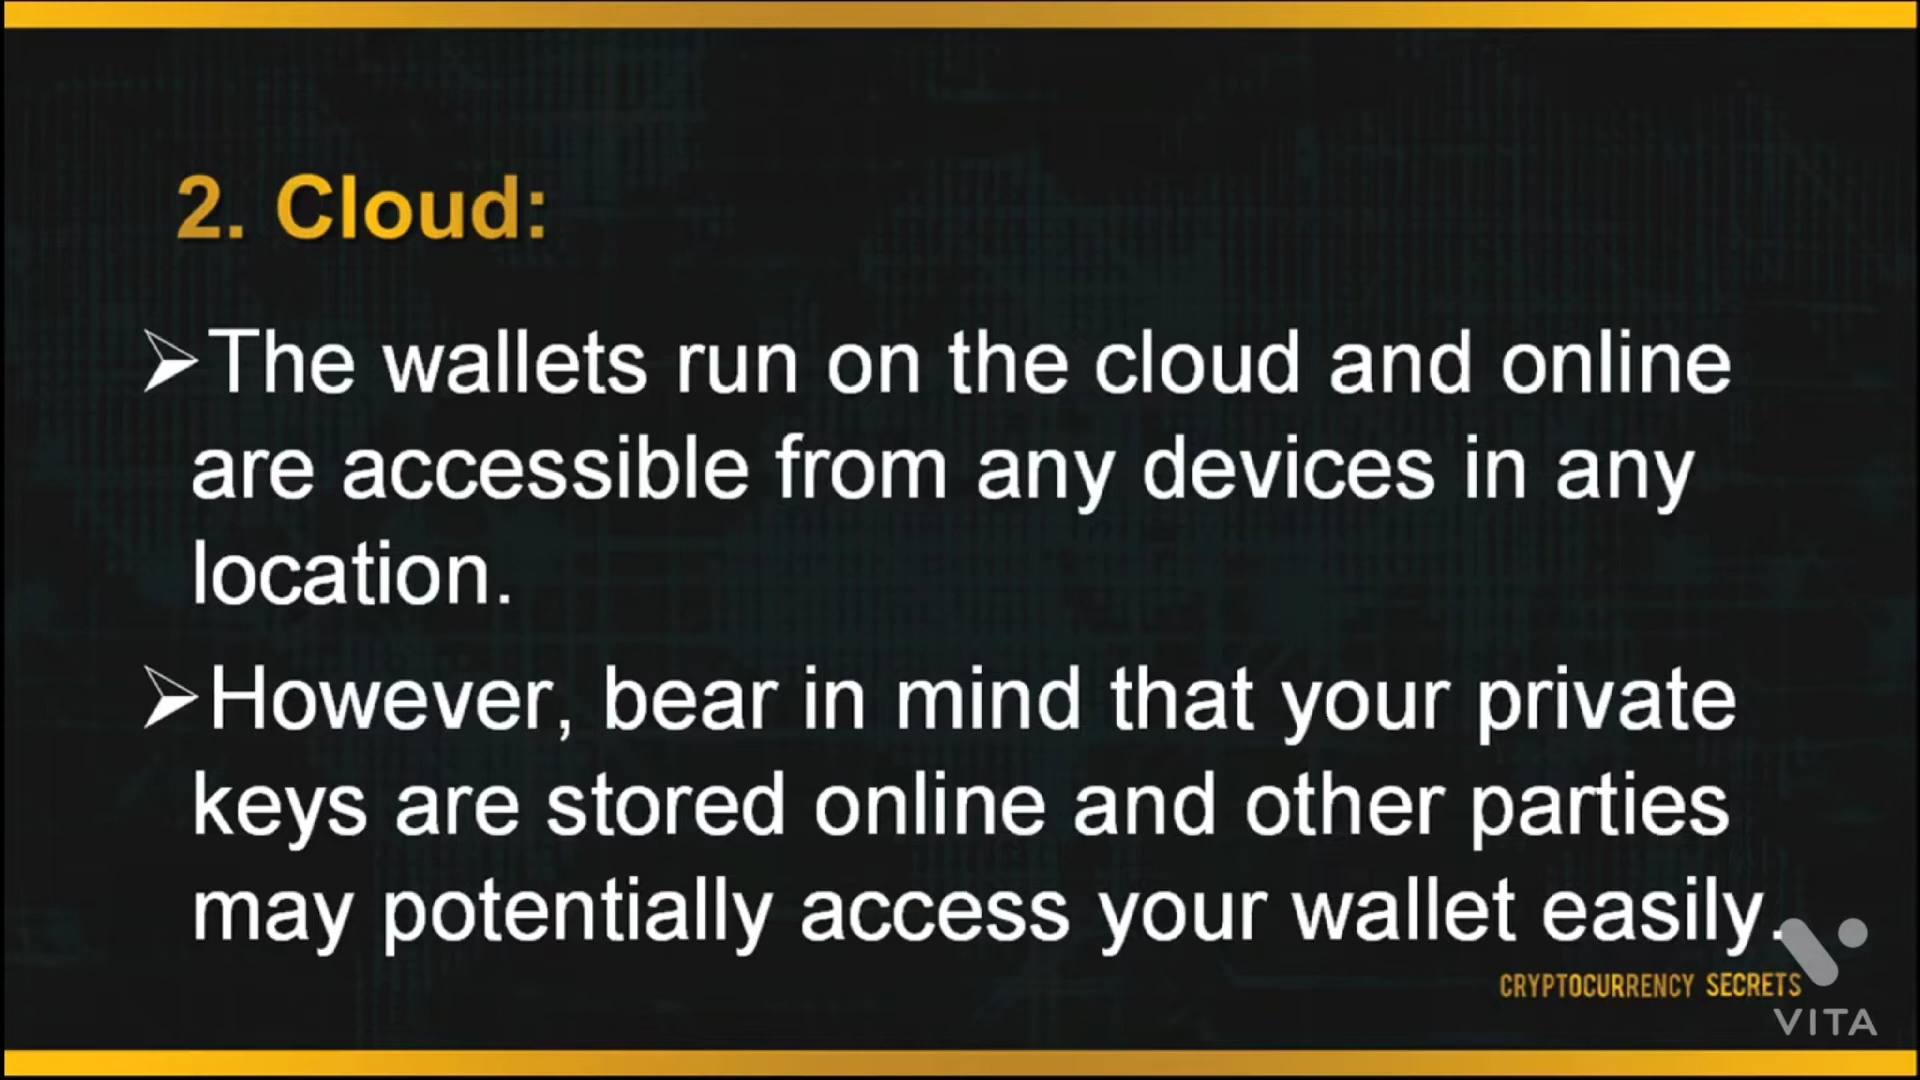 2. Cloud:
➢The wallets run on the cloud and online
are accessible from any devices in any
location.
➢However, bear in mind that your private
keys are stored online and other parties
may potentially access your wallet easily.
CRYPTOCURRENCY SECRETS
VITA